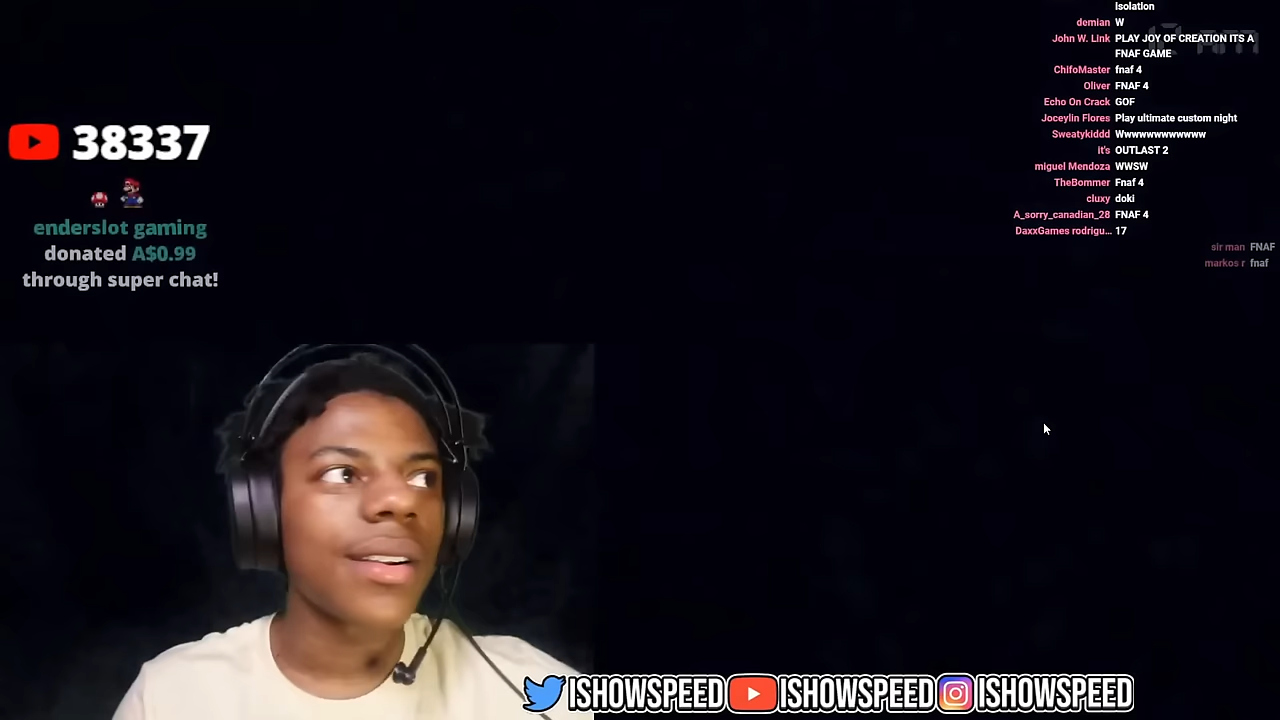 38337
enderslot gaming
donated A$0.99
through super chat!
Isolation
demian W
John W. Link PLAY JOY OF CREATION ITS A
FNAF GAME
ChifoMaster fnaf 4
Oliver FNAF 4
Echo On Crack GOF
Joceylin Flores Play ultimate custom night
Sweatykiddd Wwwwwwwwwwww
it's OUTLAST 2
miguel Mendoza WWSW
TheBommer Fnaf 4
cluxy doki
A_sorry_canadian_28 FNAF 4
DaxxGames rodrigu... 17
sir man FNAF
markos r fnaf
ISHOWSPEED ISHOWSPEED ISHOWSPEED